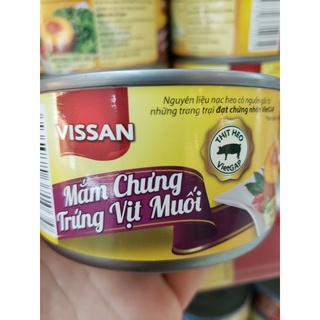 VISSAN
Nguyên liệu nạc heo có nguồn gốc từ
những trang trại đạt chứng nhận VietGAP
THỊT HEO
VietGAP
Mắm Chưng
Trứng Vịt Muối